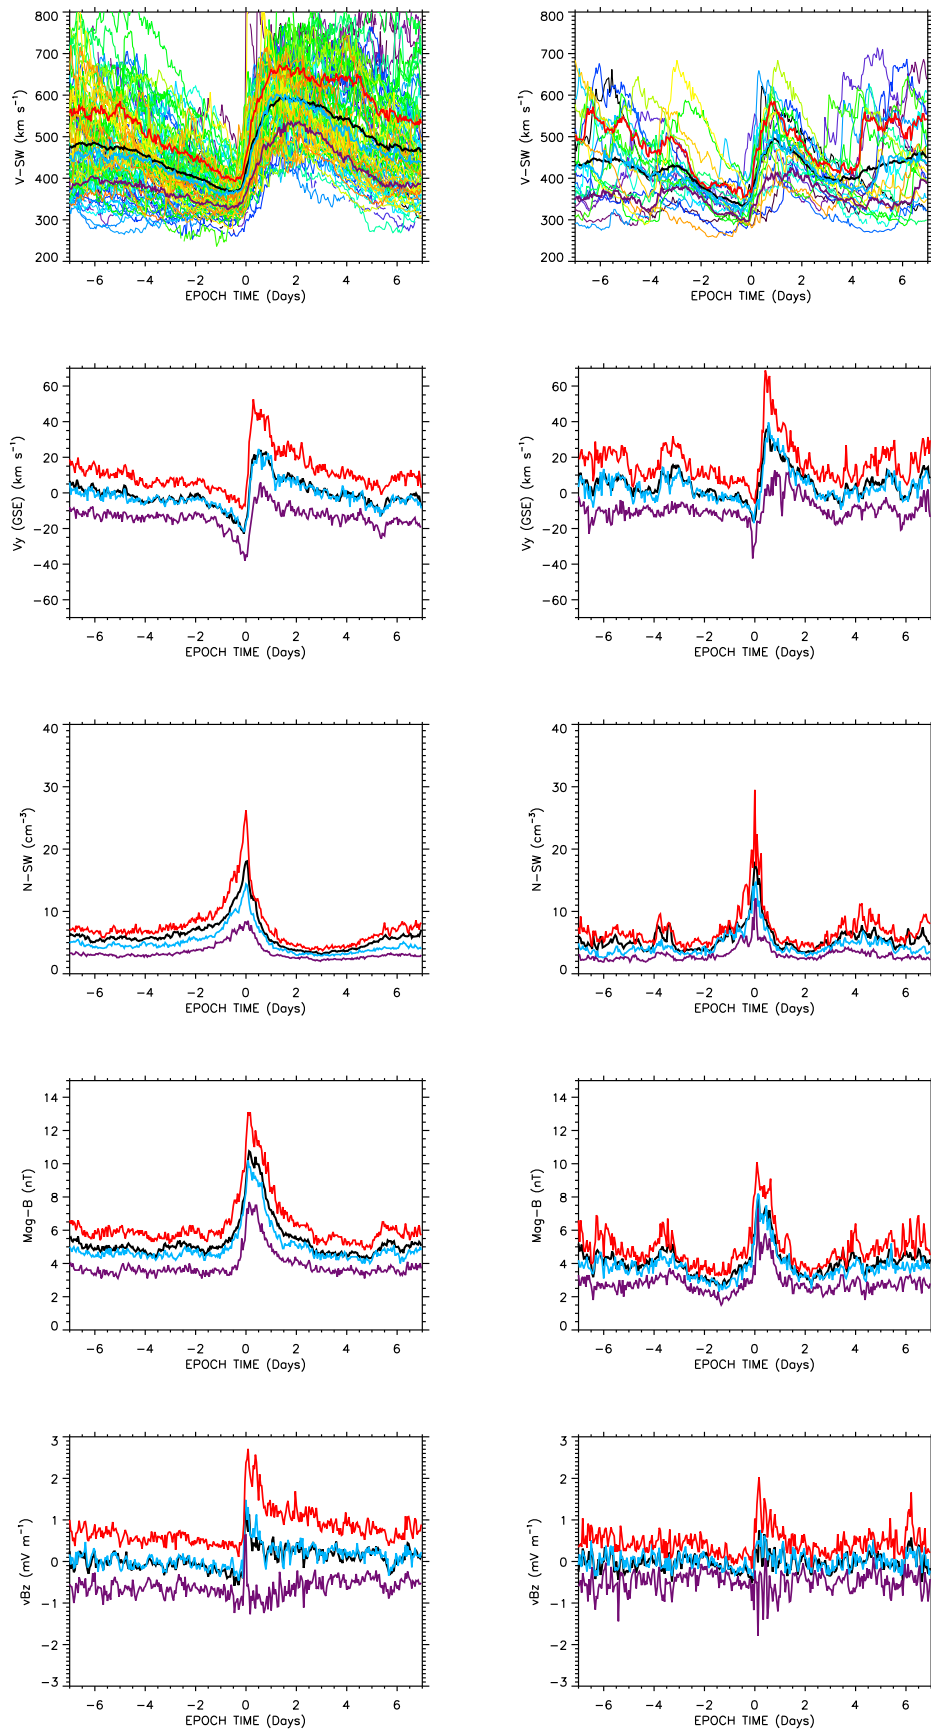 V−SW (km s⁻¹)
800
700
600
500
400
300
200
−6 −4 −2 0 2 4 6
EPOCH TIME (Days)
V−SW (km s⁻¹)
800
700
600
500
400
300
200
−6 −4 −2 0 2 4 6
EPOCH TIME (Days)
Vy (GSE) (km s⁻¹)
60
40
20
0
−20
−40
−60
−6 −4 −2 0 2 4 6
EPOCH TIME (Days)
Vy (GSE) (km s⁻¹)
60
40
20
0
−20
−40
−60
−6 −4 −2 0 2 4 6
EPOCH TIME (Days)
N−SW (cm⁻³)
40
30
20
10
0
−6 −4 −2 0 2 4 6
EPOCH TIME (Days)
N−SW (cm⁻³)
40
30
20
10
0
−6 −4 −2 0 2 4 6
EPOCH TIME (Days)
Mag−B (nT)
14
12
10
8
6
4
2
0
−6 −4 −2 0 2 4 6
EPOCH TIME (Days)
Mag−B (nT)
14
12
10
8
6
4
2
0
−6 −4 −2 0 2 4 6
EPOCH TIME (Days)
vBz (mV m⁻¹)
3
2
1
0
−1
−2
−3
−6 −4 −2 0 2 4 6
EPOCH TIME (Days)
vBz (mV m⁻¹)
3
2
1
0
−1
−2
−3
−6 −4 −2 0 2 4 6
EPOCH TIME (Days)